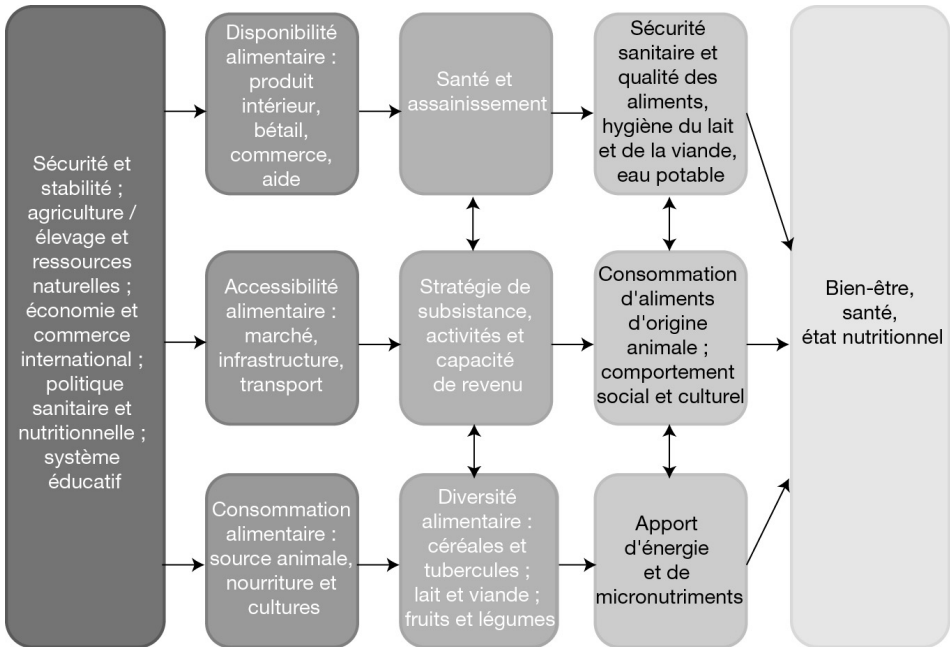 Sécurité et
stabilité ;
agriculture /
élevage et
ressources
naturelles ;
économie et
commerce
international ;
politique
sanitaire et
nutritionnelle ;
système
éducatif
Disponibilité
alimentaire :
produit
intérieur,
bétail,
commerce,
aide
Santé et
assainissement
Sécurité
sanitaire et
qualité des
aliments,
hygiène du lait
et de la viande,
eau potable
Accessibilité
alimentaire :
marché,
infrastructure,
transport
Stratégie de
subsistance,
activités et
capacité
de revenu
Consommation
d'aliments
d'origine
animale ;
comportement
social et culturel
Consommation
alimentaire :
source animale,
nourriture et
cultures
Diversité
alimentaire :
céréales et
tubercules ;
lait et viande ;
fruits et légumes
Apport
d'énergie
et de
micronutriments
Bien-être,
santé,
état nutritionnel